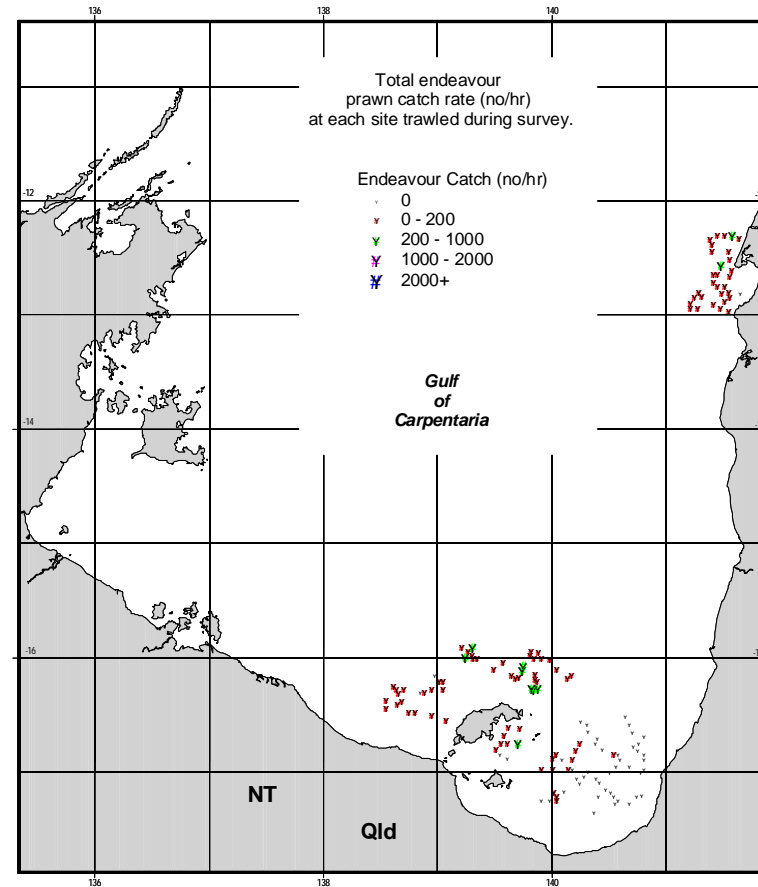 136
138
140
Total endeavour
prawn catch rate (no/hr)
at each site trawled during survey.
Endeavour Catch (no/hr)
0
0 - 200
200 - 1000
1000 - 2000
2000+
-12
Gulf
of
Carpentaria
-14
-16
NT
Qld
136
138
140